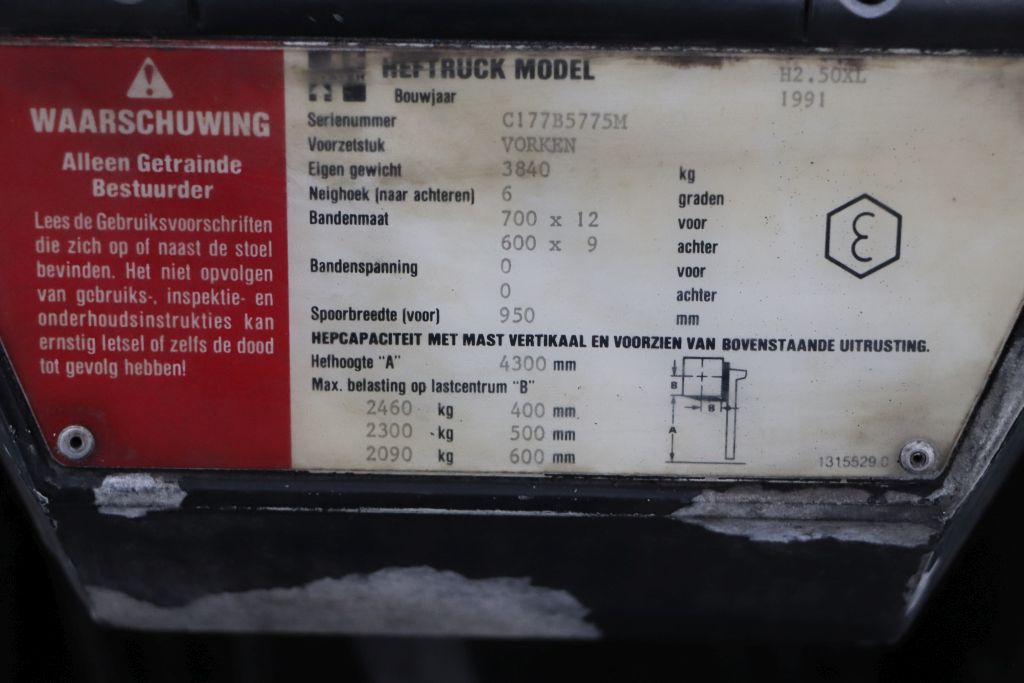 WAARSCHUWING
Alleen Getrainde
Bestuurder
Lees de Gebruiksvoorschriften
die zich op of naast de stoel
bevinden. Het niet opvolgen
van gebruiks-, inspektie- en
onderhoudsinstrukties kan
ernstig letsel of zelfs de dood
tot gevolg hebben!
HEFTRUCK MODEL H2.50XL
Bouwjaar 1991
Serienummer C177B5775M
Voorzetstuk VORKEN
Eigen gewicht 3840 kg
Neighoek (naar achteren) 6 graden
Bandenmaat 700 x 12 voor
600 x 9 achter
Bandenspanning 0 voor
0 achter
Spoorbreedte (voor) 950 mm
HEPCAPACITEIT MET MAST VERTIKAAL EN VOORZIEN VAN BOVENSTAANDE UITRUSTING.
Hefhoogte "A" 4300 mm
Max. belasting op lastcentrum "B"
2460 kg 400 mm
2300 kg 500 mm
2090 kg 600 mm
B
B
A
1315529.C